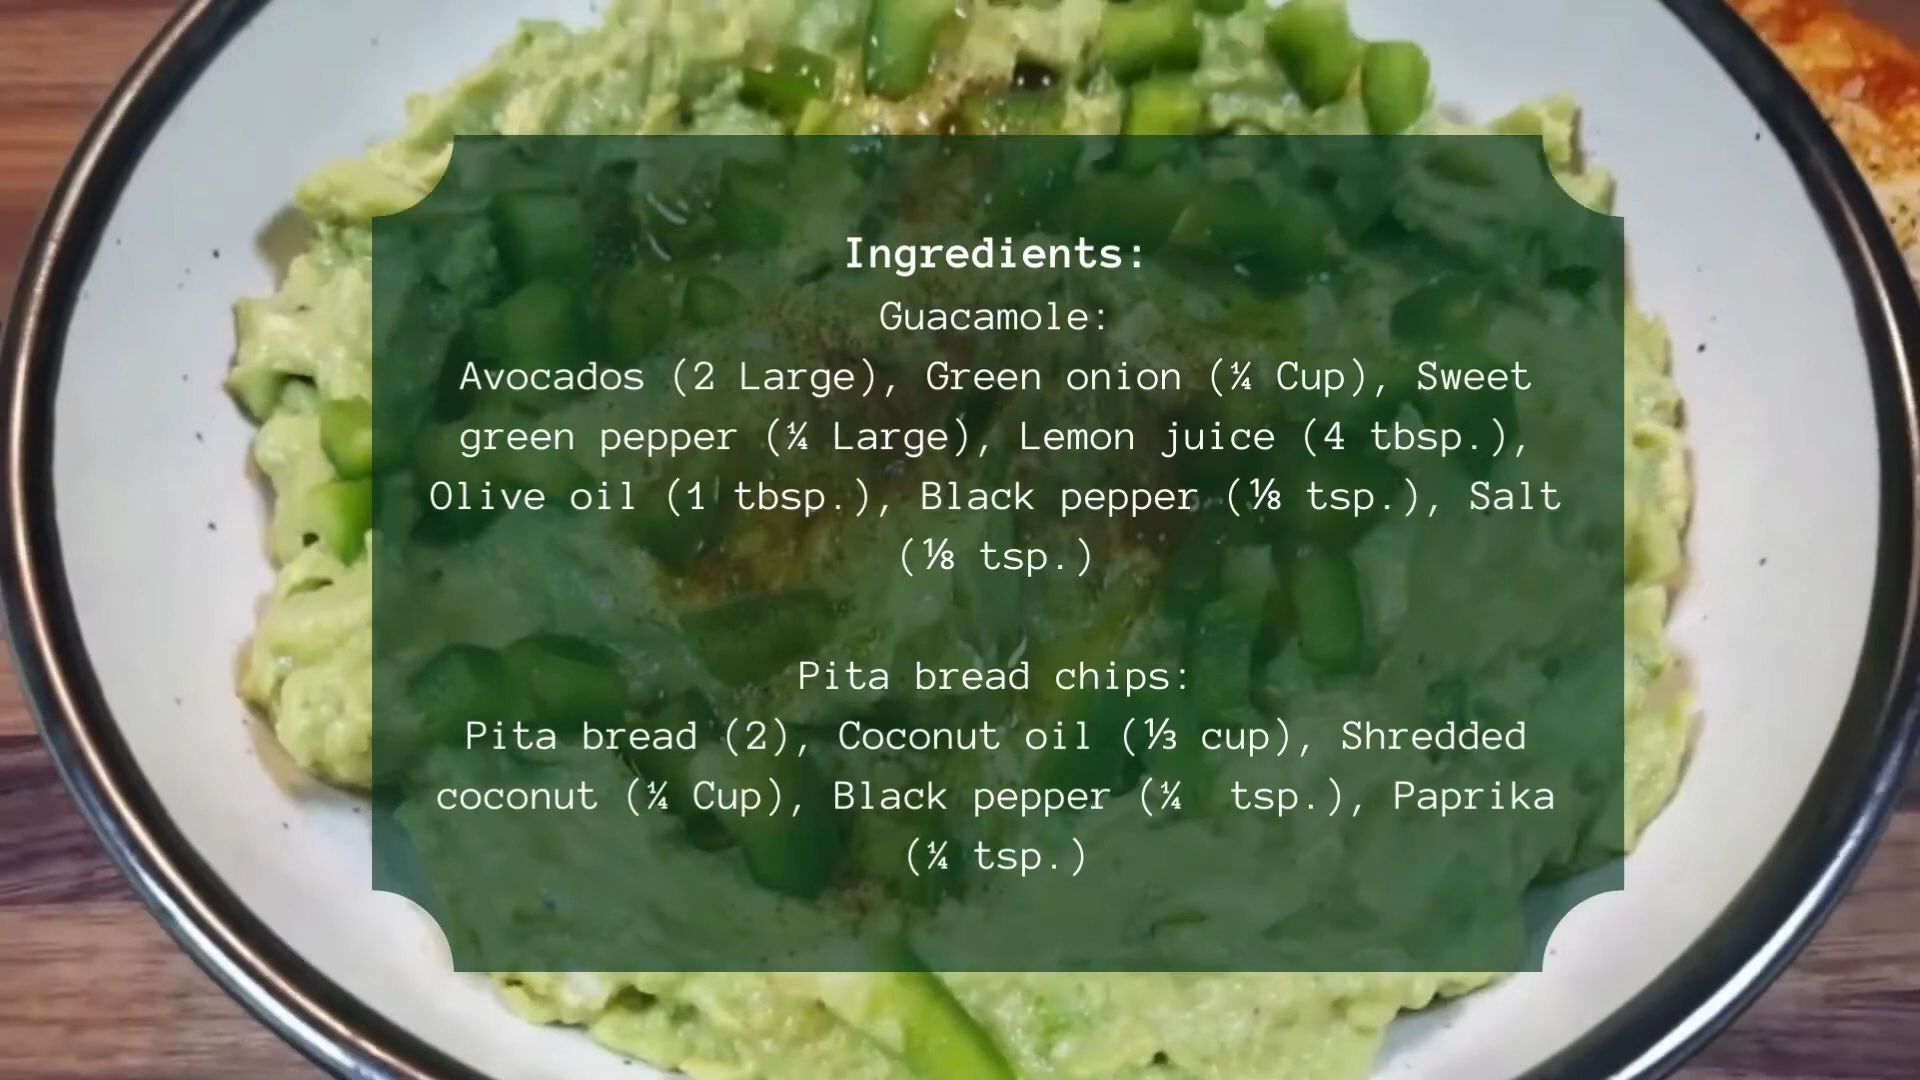 Ingredients:
Guacamole:
Avocados (2 Large), Green onion (¼ Cup), Sweet
green pepper (¼ Large), Lemon juice (4 tbsp.),
Olive oil (1 tbsp.), Black pepper (⅛ tsp.), Salt
(⅛ tsp.)
Pita bread chips:
Pita bread (2), Coconut oil (⅓ cup), Shredded
coconut (¼ Cup), Black pepper (¼  tsp.), Paprika
(¼ tsp.)